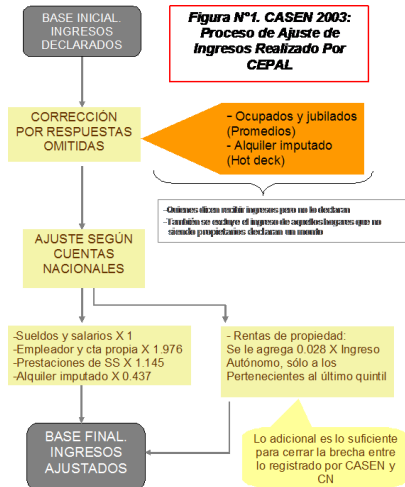 BASE INICIAL.
INGRESOS
DECLARADOS
Figura Nº1. CASEN 2003:
Proceso de Ajuste de
Ingresos Realizado Por
CEPAL
CORRECCIÓN
POR RESPUESTAS
OMITIDAS
- Ocupados y jubilados
(Promedios)
- Alquiler imputado
(Hot deck)
-Quienes dicen recibir ingresos pero no lo declaran
-También se excluye el ingreso de aquellos hogares que no
siendo propietarios declaran un monto
AJUSTE SEGÚN
CUENTAS
NACIONALES
-Sueldos y salarios X 1
-Empleador y cta propia X 1.976
-Prestaciones de SS X 1.145
-Alquiler imputado X 0.437
- Rentas de propiedad:
Se le agrega 0.028 X Ingreso
Autónomo, sólo a los
Pertenecientes al último quintil
BASE FINAL.
INGRESOS
AJUSTADOS
Lo adicional es lo suficiente
para cerrar la brecha entre
lo registrado por CASEN y
CN